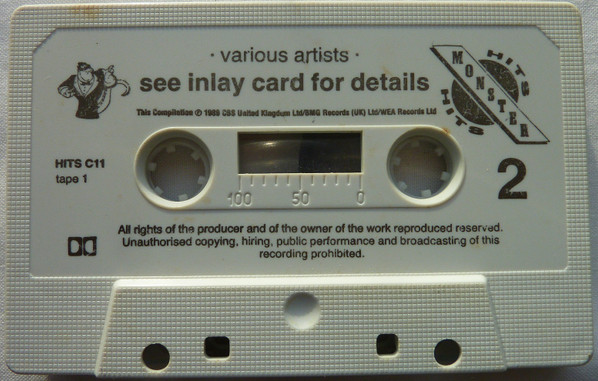 · various artists ·
see inlay card for details
HITS
MONSTER
HITS
This Compilation ℗ 1989 CBS United Kingdom Ltd/BMG Records (UK) Ltd/WEA Records Ltd
HITS C11
tape 1
2
100 50 0
All rights of the producer and of the owner of the work reproduced reserved.
Unauthorised copying, hiring, public performance and broadcasting of this
recording prohibited.